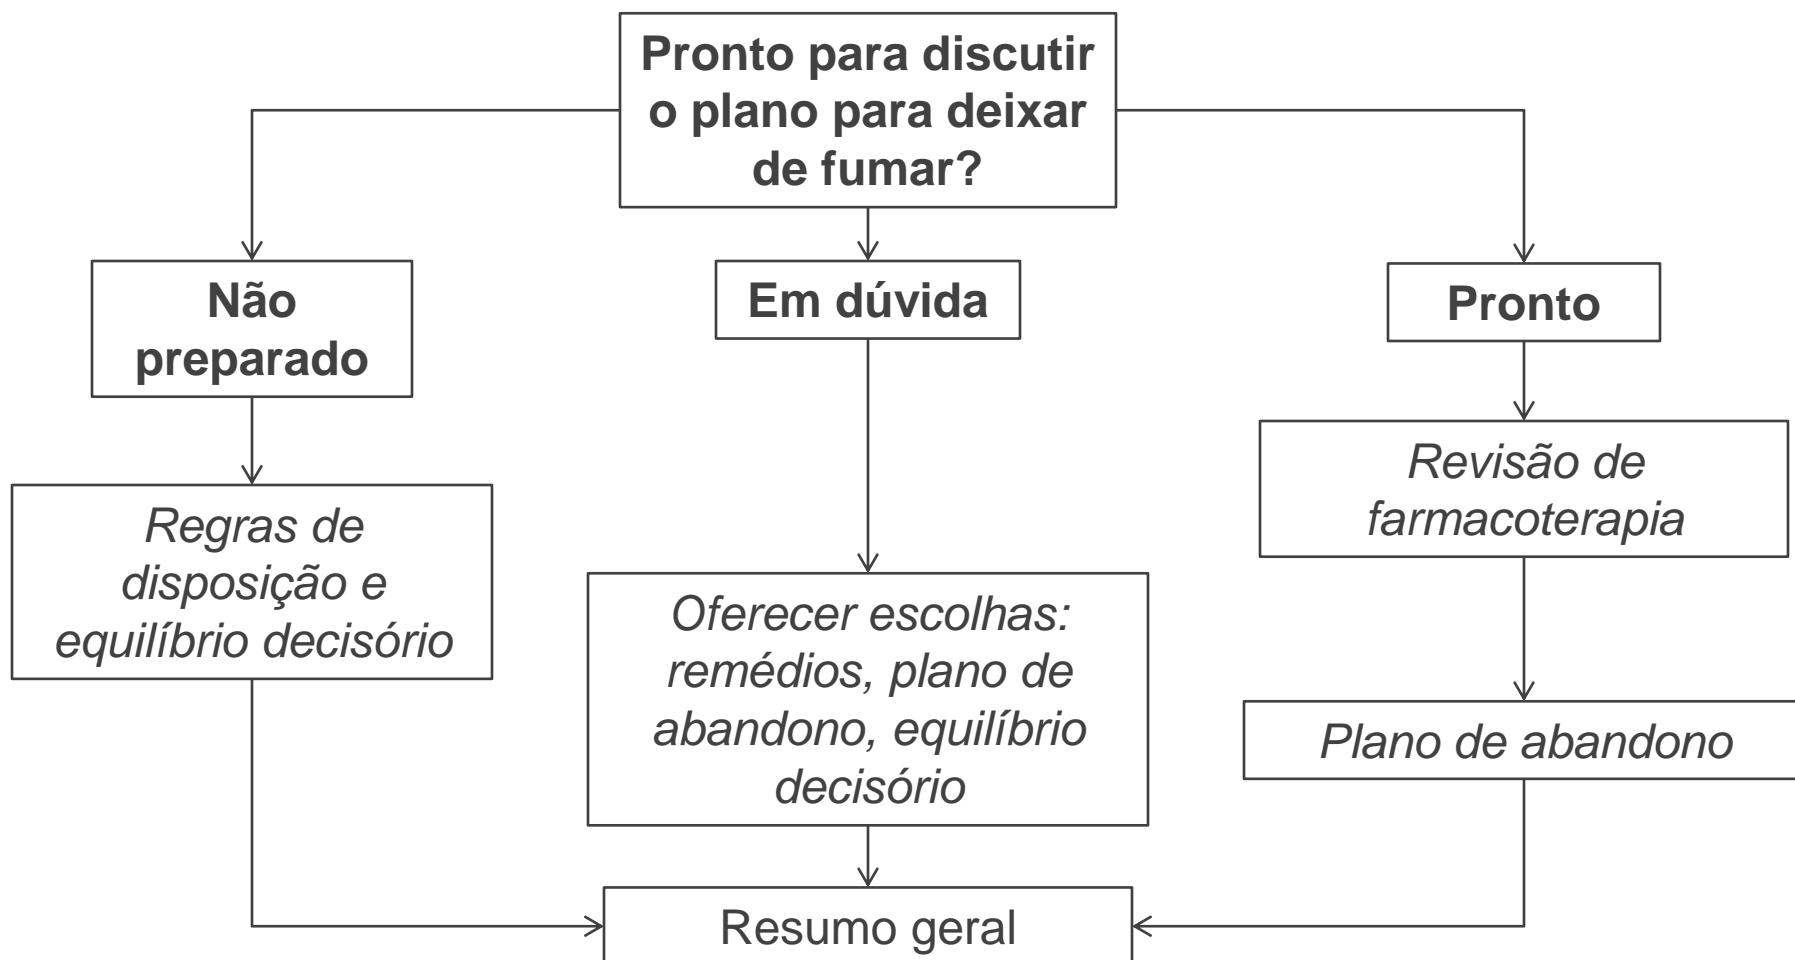 Pronto para discutir
o plano para deixar
de fumar?
Não
preparado
Em dúvida
Pronto
Regras de
disposição e
equilíbrio decisório
Oferecer escolhas:
remédios, plano de
abandono, equilíbrio
decisório
Revisão de
farmacoterapia
Plano de abandono
Resumo geral